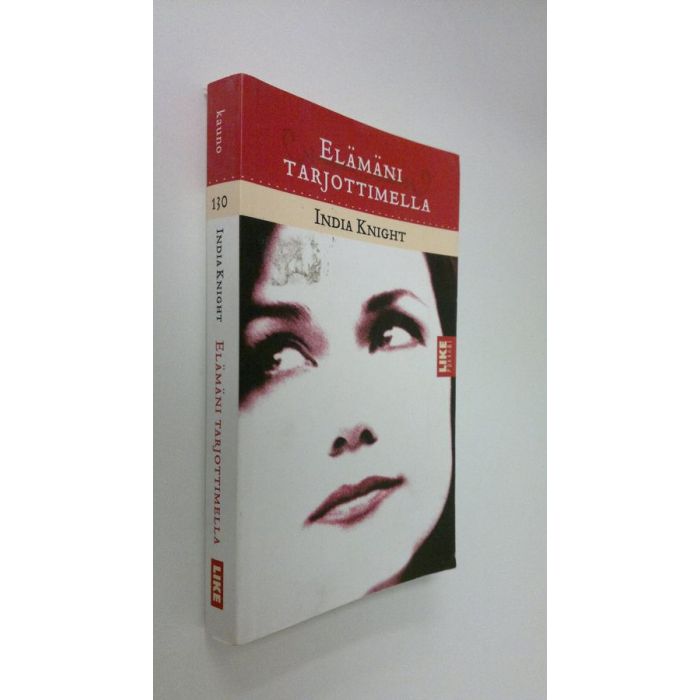 kauno
130
INDIA KNIGHT
ELÄMÄNI TARJOTTIMELLA
LIKE
ELÄMÄNI
TARJOTTIMELLA
INDIA KNIGHT
LIKE